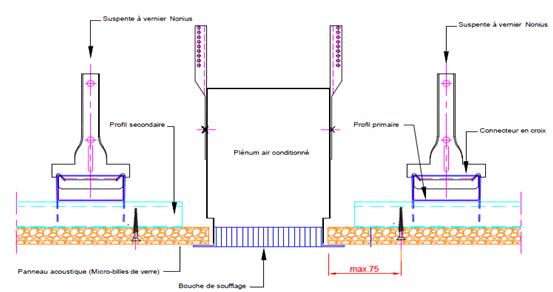 Suspente à vernier Nonius
Suspente à vernier Nonius
Profil secondaire
Profil primaire
Connecteur en croix
Plénum air conditionné
max.75
Panneau acoustique (Micro-billes de verre)
Bouche de soufflage